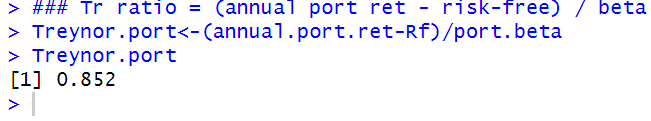 > ### Tr ratio = (annual port ret - risk-free) / beta
> Treynor.port<-(annual.port.ret-Rf)/port.beta
> Treynor.port
[1] 0.852
>